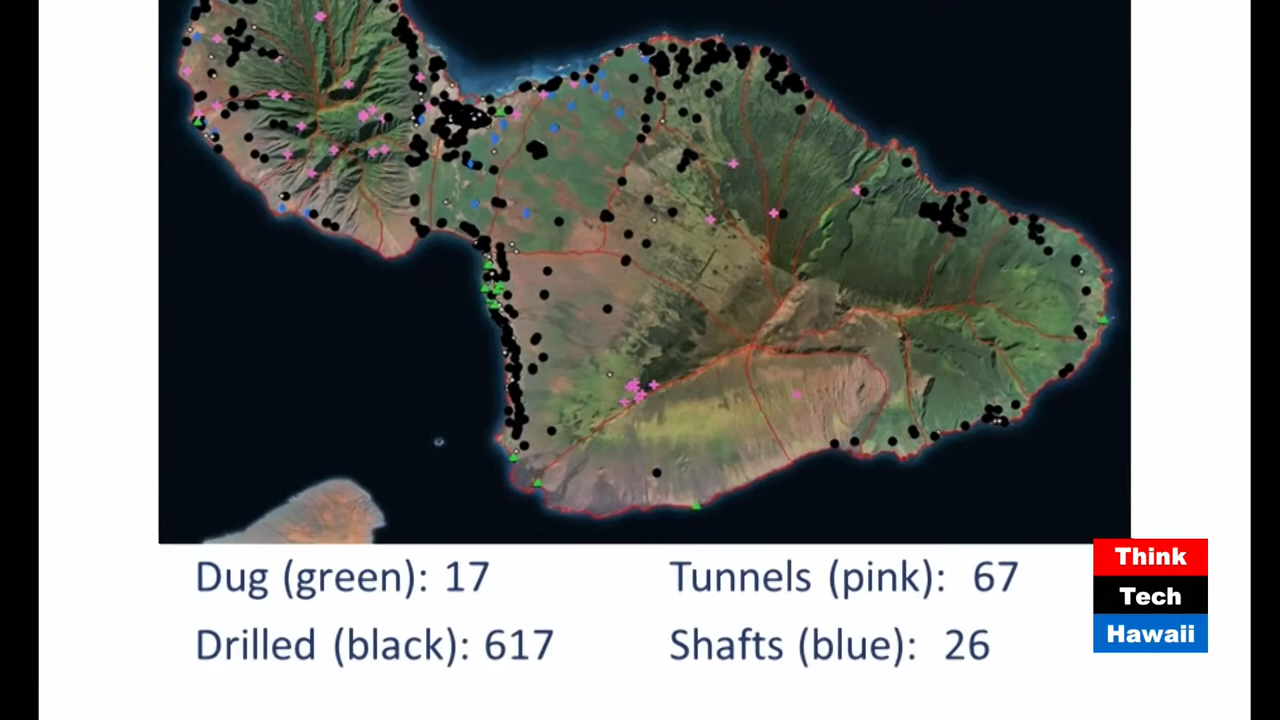 Dug (green): 17
Tunnels (pink): 67
Drilled (black): 617
Shafts (blue): 26
Think
Tech
Hawaii